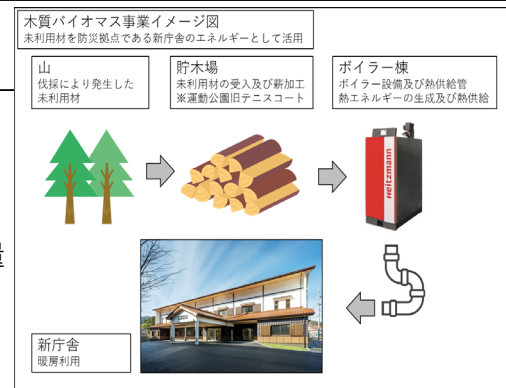 木質バイオマス事業イメージ図
未利用材を防災拠点である新庁舎のエネルギーとして活用
山
伐採により発生した
未利用材
貯木場
未利用材の受入及び薪加工
※運動公園旧テニスコート
ボイラー棟
ボイラー設備及び熱供給管
熱エネルギーの生成及び熱供給
Heitzmann
新庁舎
暖房利用